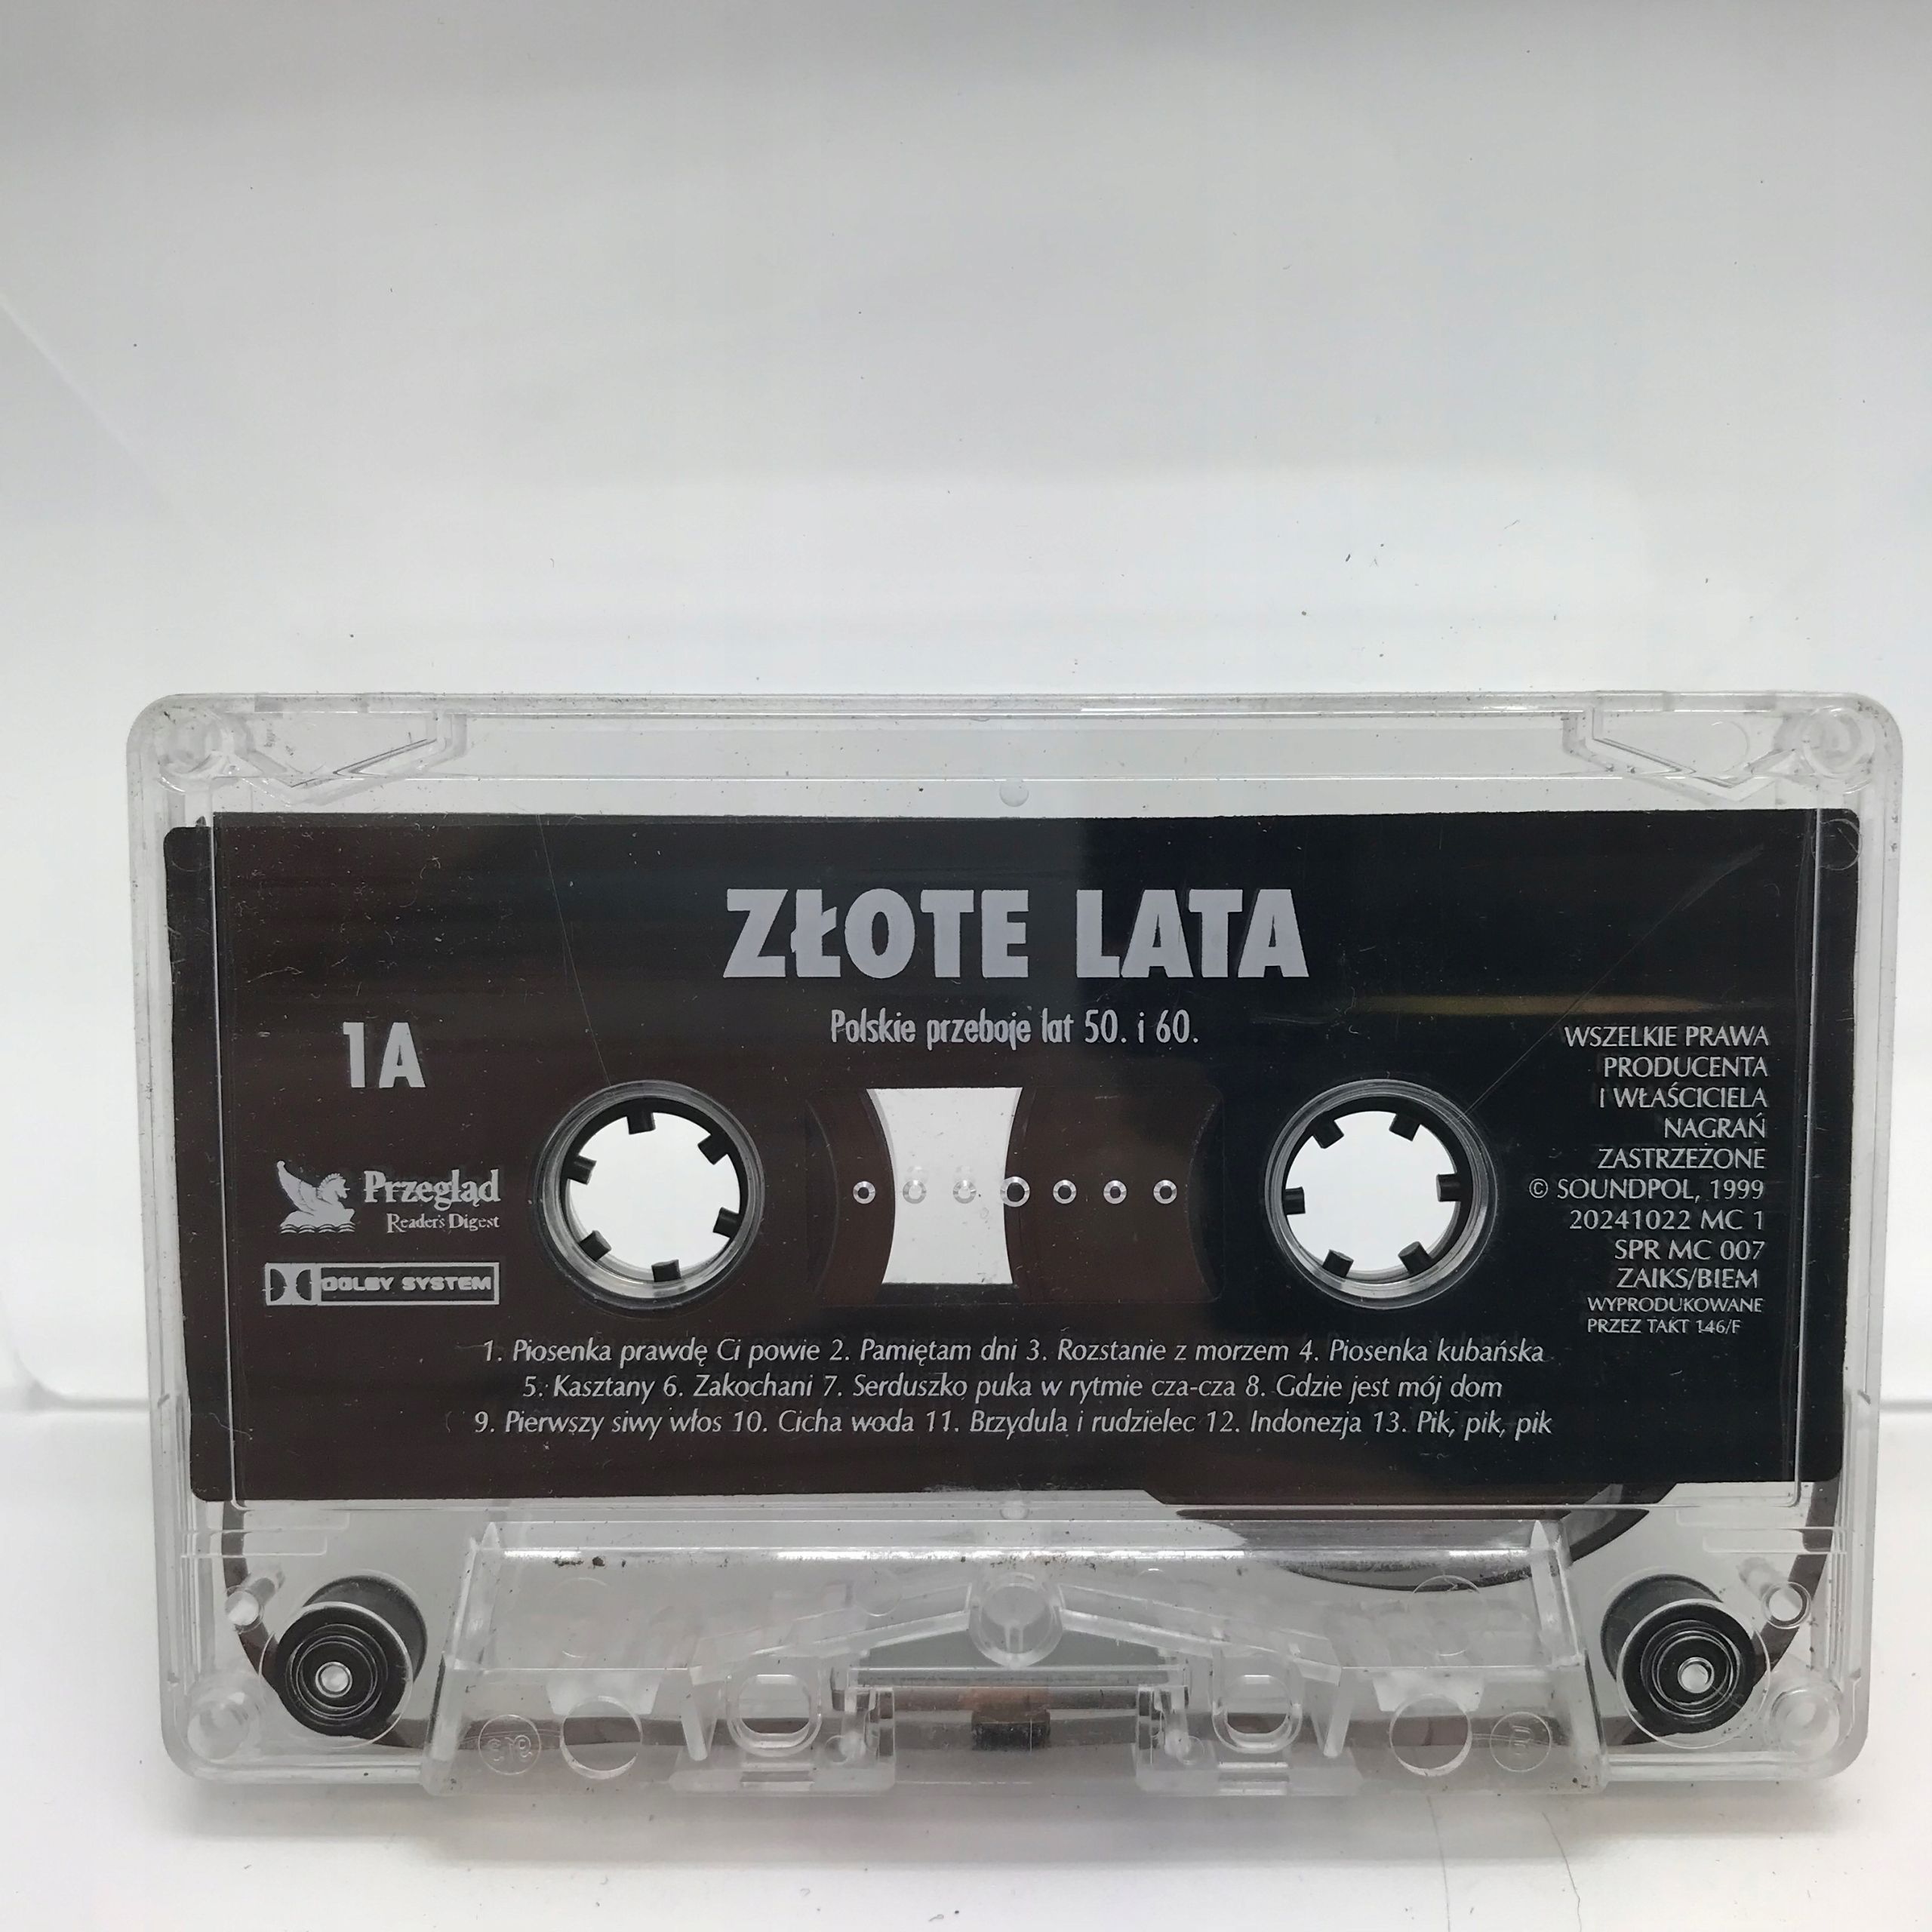 ZŁOTE LATA
Polskie przeboje lat 50. i 60.
1A
Przegląd
Reader's Digest
DOLBY SYSTEM
WSZELKIE PRAWA
PRODUCENTA
I WŁAŚCICIELA
NAGRAŃ
ZASTRZEŻONE
© SOUNDPOL, 1999
20241022 MC 1
SPR MC 007
ZAIKS/BIEM
WYPRODUKOWANE
PRZEZ TAKT 146/F
1. Piosenka prawdę Ci powie 2. Pamiętam dni 3. Rozstanie z morzem 4. Piosenka kubańska
5. Kasztany 6. Zakochani 7. Serduszko puka w rytmie cza-cza 8. Gdzie jest mój dom
9. Pierwszy siwy włos 10. Cicha woda 11. Brzydula i rudzielec 12. Indonezja 13. Pik, pik, pik